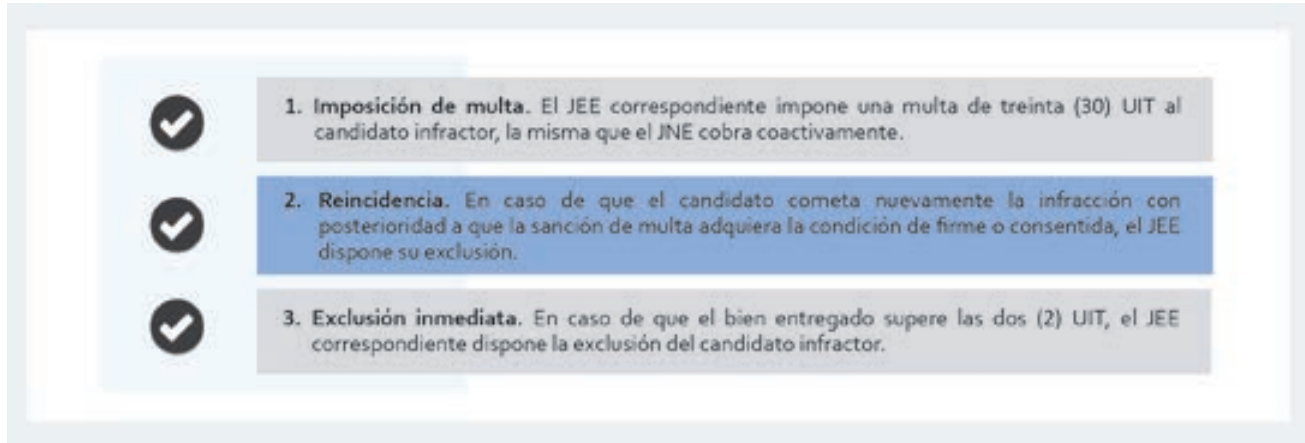 1. Imposición de multa. El JEE correspondiente impone una multa de treinta (30) UIT al
candidato infractor, la misma que el JNE cobra coactivamente.
2. Reincidencia. En caso de que el candidato cometa nuevamente la infracción con
posterioridad a que la sanción de multa adquiera la condición de firme o consentida, el JEE
dispone su exclusión.
3. Exclusión inmediata. En caso de que el bien entregado supere las dos (2) UIT, el JEE
correspondiente dispone la exclusión del candidato infractor.